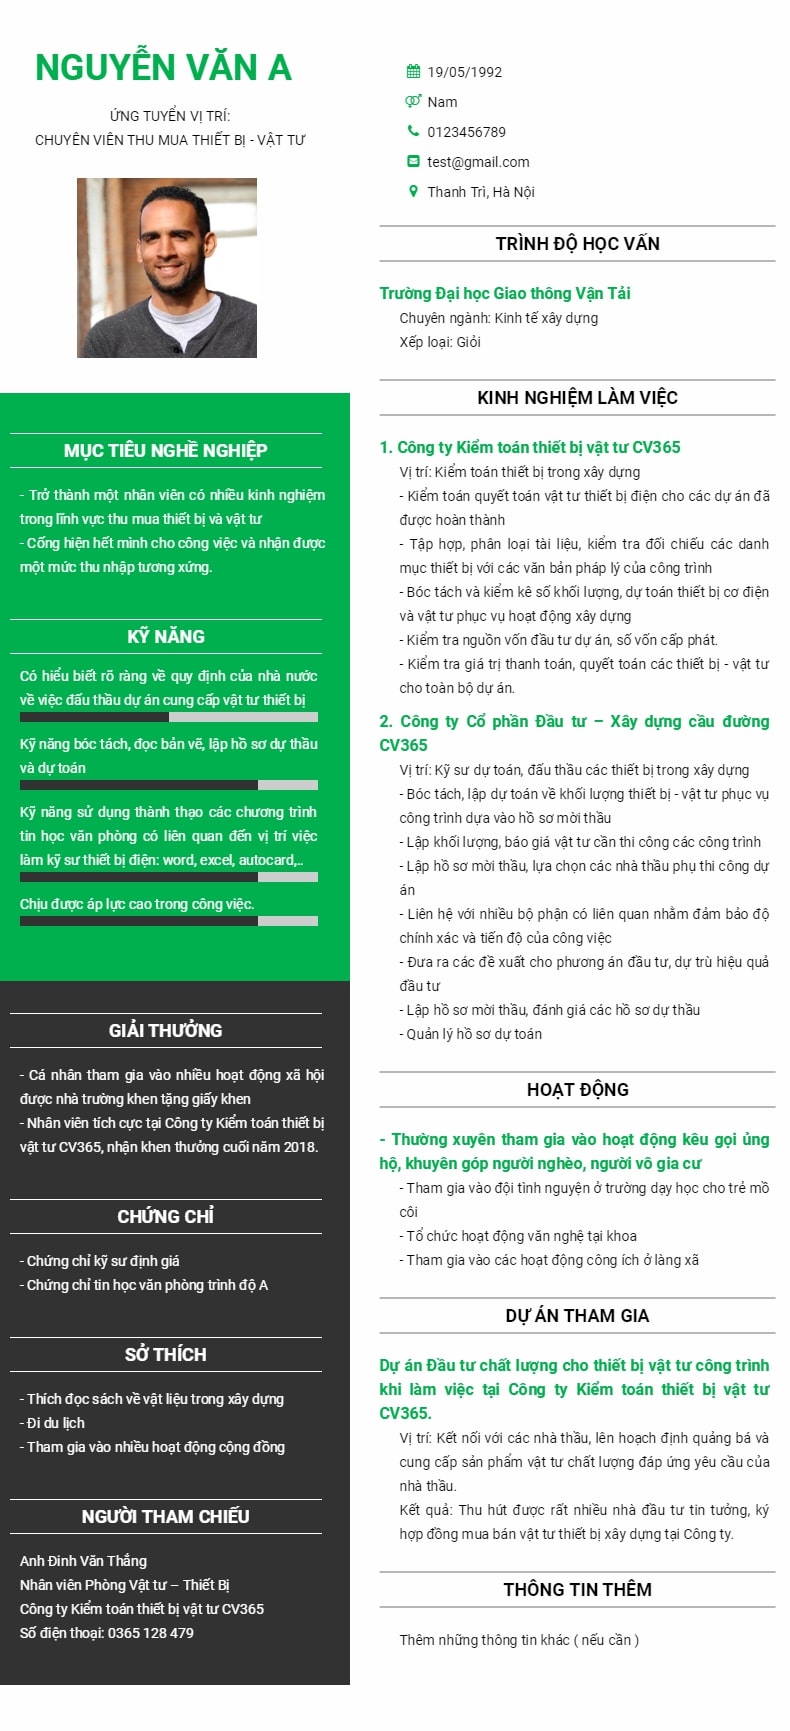 NGUYỄN VĂN A
ỨNG TUYỂN VỊ TRÍ:
CHUYÊN VIÊN THU MUA THIẾT BỊ - VẬT TƯ
19/05/1992
Nam
0123456789
test@gmail.com
Thanh Trì, Hà Nội
MỤC TIÊU NGHỀ NGHIỆP
- Trở thành một nhân viên có nhiều kinh nghiệm
trong lĩnh vực thu mua thiết bị và vật tư
- Cống hiện hết mình cho công việc và nhận được
một mức thu nhập tương xứng.
KỸ NĂNG
Có hiểu biết rõ ràng về quy định của nhà nước
về việc đấu thầu dự án cung cấp vật tư thiết bị
Kỹ năng bóc tách, đọc bản vẽ, lập hồ sơ dự thầu
và dự toán
Kỹ năng sử dụng thành thạo các chương trình
tin học văn phòng có liên quan đến vị trí việc
làm kỹ sư thiết bị điện: word, excel, autocard,..
Chịu được áp lực cao trong công việc.
GIẢI THƯỞNG
- Cá nhân tham gia vào nhiều hoạt động xã hội
được nhà trường khen tặng giấy khen
- Nhân viên tích cực tại Công ty Kiểm toán thiết bị
vật tư CV365, nhận khen thưởng cuối năm 2018.
CHỨNG CHỈ
- Chứng chỉ kỹ sư định giá
- Chứng chỉ tin học văn phòng trình độ A
SỞ THÍCH
- Thích đọc sách về vật liệu trong xây dựng
- Đi du lịch
- Tham gia vào nhiều hoạt động cộng đồng
NGƯỜI THAM CHIẾU
Anh Đinh Văn Thắng
Nhân viên Phòng Vật tư – Thiết Bị
Công ty Kiểm toán thiết bị vật tư CV365
Số điện thoại: 0365 128 479
TRÌNH ĐỘ HỌC VẤN
Trường Đại học Giao thông Vận Tải
Chuyên ngành: Kinh tế xây dựng
Xếp loại: Giỏi
KINH NGHIỆM LÀM VIỆC
1. Công ty Kiểm toán thiết bị vật tư CV365
Vị trí: Kiểm toán thiết bị trong xây dựng
- Kiểm toán quyết toán vật tư thiết bị điện cho các dự án đã
được hoàn thành
- Tập hợp, phân loại tài liệu, kiểm tra đối chiếu các danh
mục thiết bị với các văn bản pháp lý của công trình
- Bóc tách và kiểm kê số khối lượng, dự toán thiết bị cơ điện
và vật tư phục vụ hoạt động xây dựng
- Kiểm tra nguồn vốn đầu tư dự án, số vốn cấp phát.
- Kiểm tra giá trị thanh toán, quyết toán các thiết bị - vật tư
cho toàn bộ dự án.
2. Công ty Cổ phần Đầu tư – Xây dựng cầu đường
CV365
Vị trí: Kỹ sư dự toán, đấu thầu các thiết bị trong xây dựng
- Bóc tách, lập dự toán về khối lượng thiết bị - vật tư phục vụ
công trình dựa vào hồ sơ mời thầu
- Lập khối lượng, báo giá vật tư cần thi công các công trình
- Lập hồ sơ mời thầu, lựa chọn các nhà thầu phụ thi công dự
án
- Liên hệ với nhiều bộ phận có liên quan nhằm đảm bảo độ
chính xác và tiến độ của công việc
- Đưa ra các đề xuất cho phương án đầu tư, dự trù hiệu quả
đầu tư
- Lập hồ sơ mời thầu, đánh giá các hồ sơ dự thầu
- Quản lý hồ sơ dự toán
HOẠT ĐỘNG
- Thường xuyên tham gia vào hoạt động kêu gọi ủng
hộ, khuyên góp người nghèo, người vô gia cư
- Tham gia vào đội tình nguyện ở trường dạy học cho trẻ mồ
côi
- Tổ chức hoạt động văn nghệ tại khoa
- Tham gia vào các hoạt động công ích ở làng xã
DỰ ÁN THAM GIA
Dự án Đầu tư chất lượng cho thiết bị vật tư công trình
khi làm việc tại Công ty Kiểm toán thiết bị vật tư
CV365.
Vị trí: Kết nối với các nhà thầu, lên hoạch định quảng bá và
cung cấp sản phẩm vật tư chất lượng đáp ứng yêu cầu của
nhà thầu.
Kết quả: Thu hút được rất nhiều nhà đầu tư tin tưởng, ký
hợp đồng mua bán vật tư thiết bị xây dựng tại Công ty.
THÔNG TIN THÊM
Thêm những thông tin khác ( nếu cần )